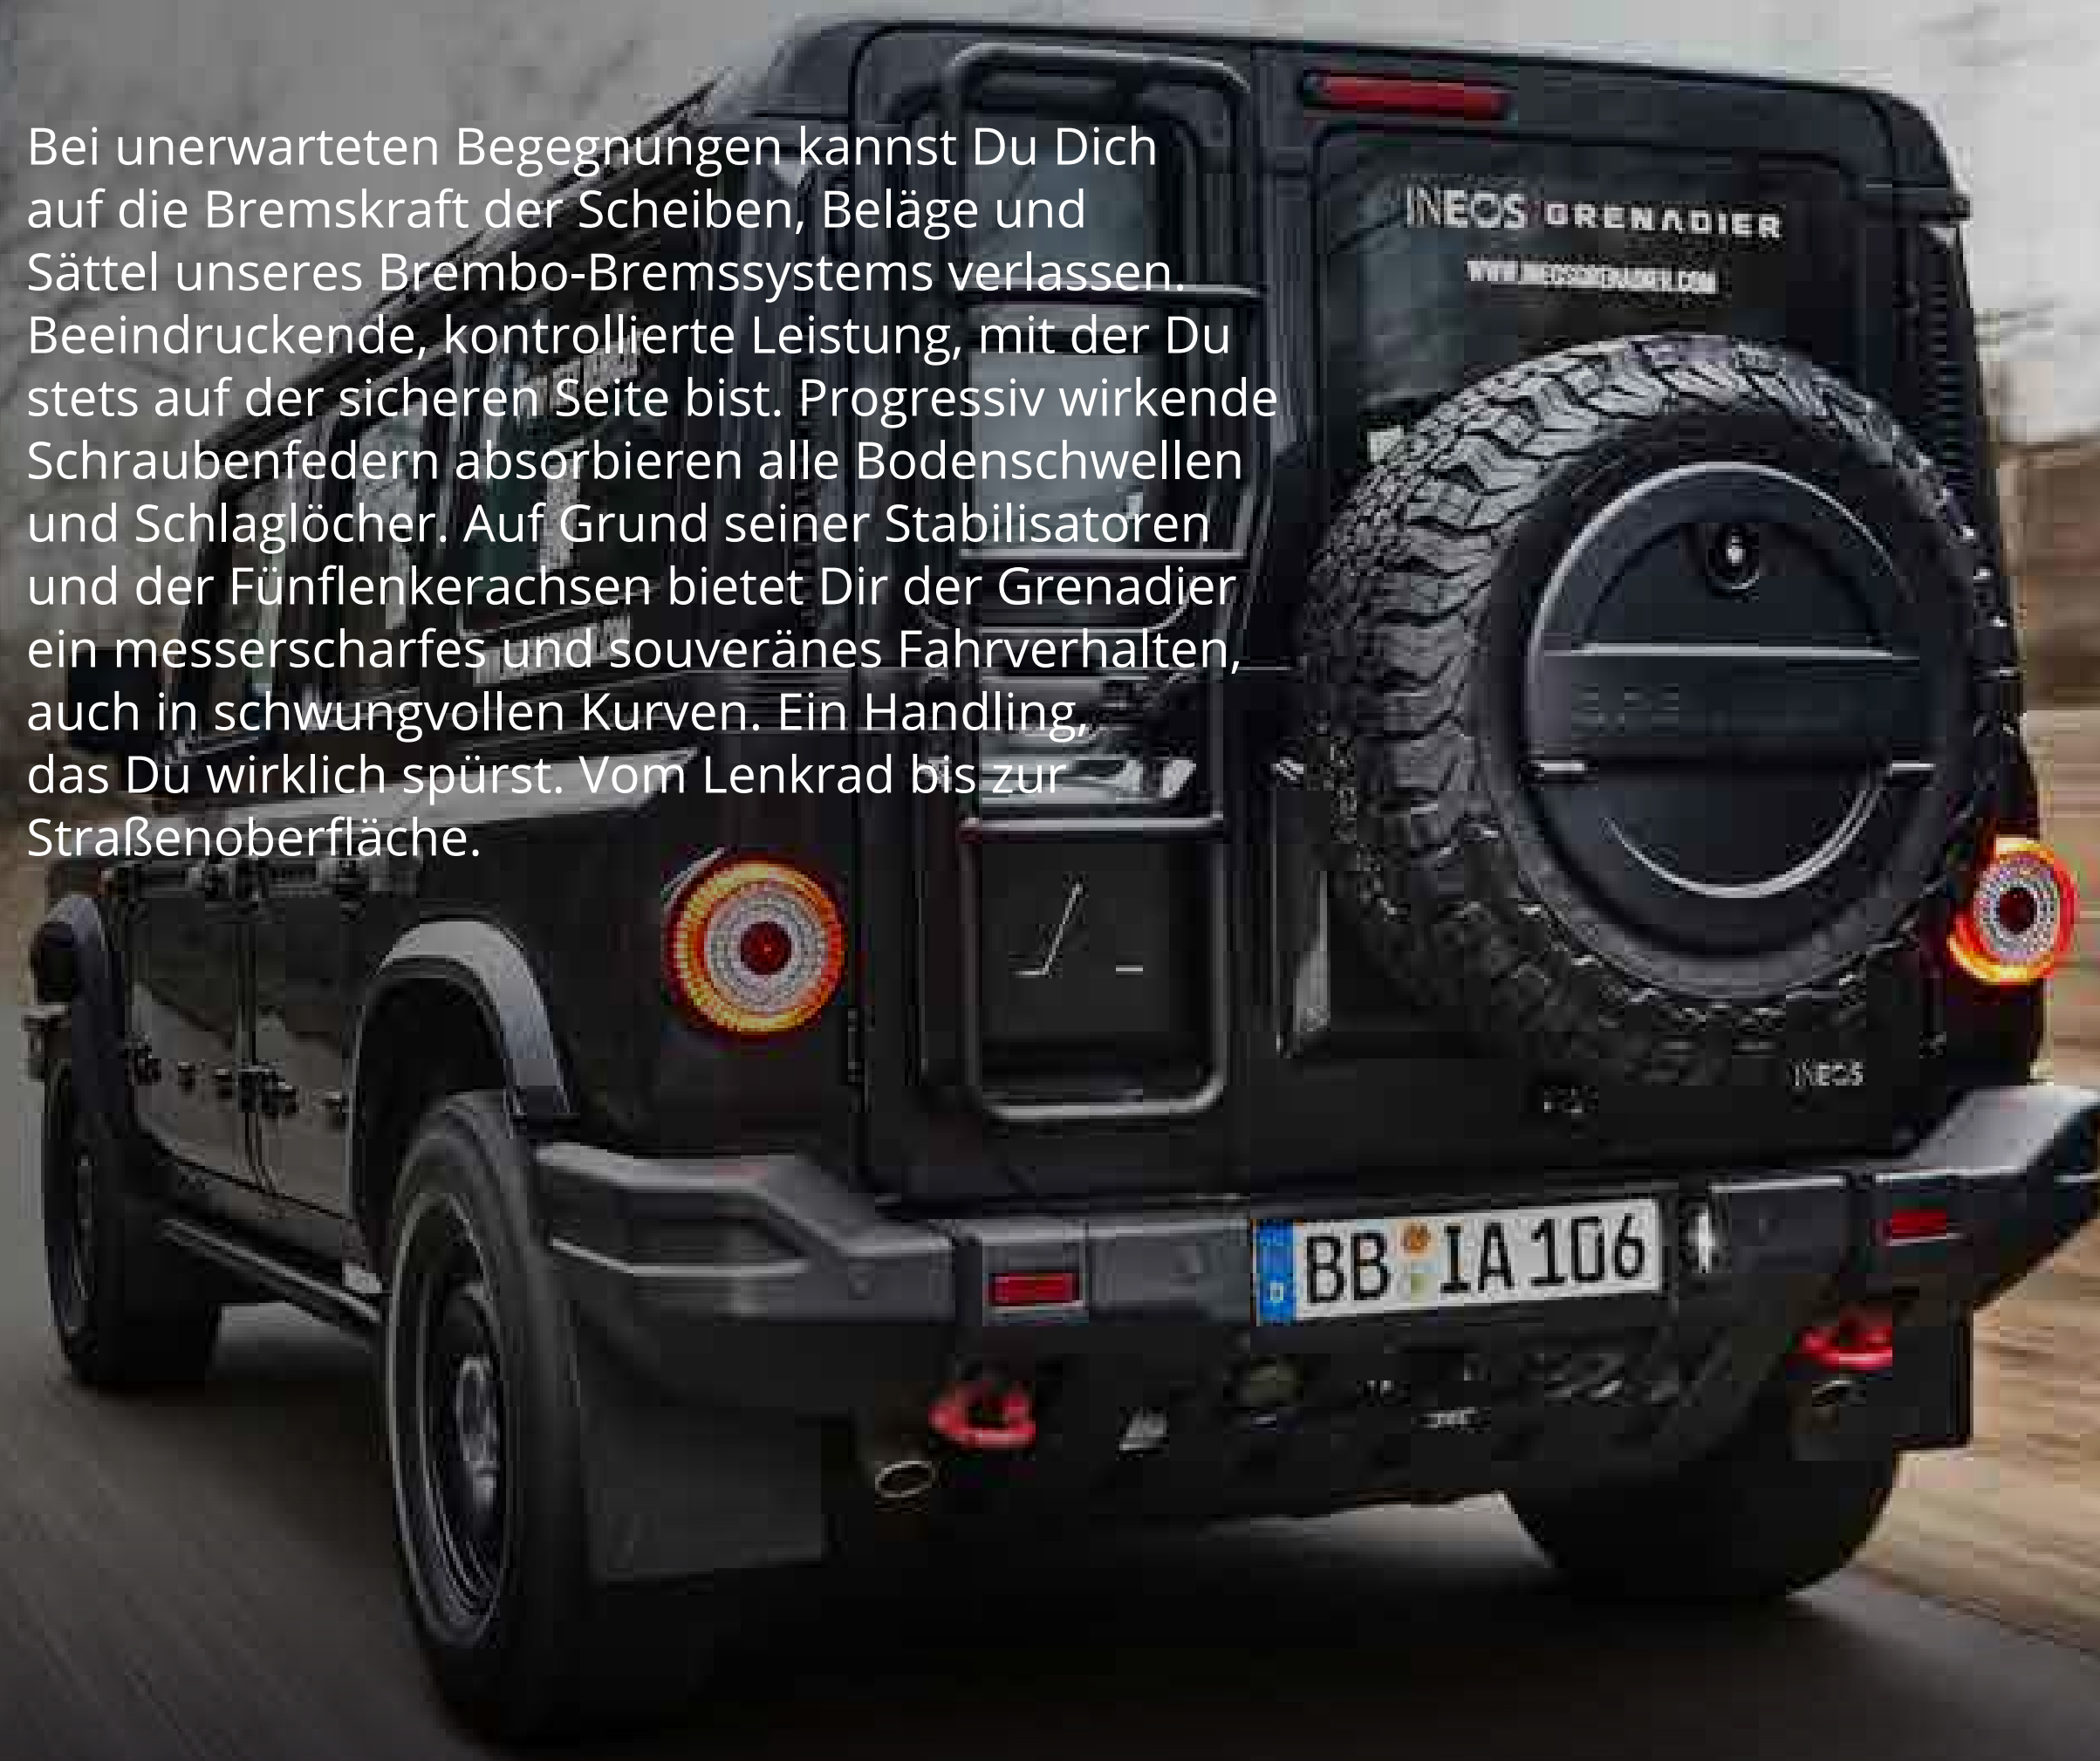 Bei unerwarteten Begegnungen kannst Du Dich
auf die Bremskraft der Scheiben, Beläge und
Sättel unseres Brembo-Bremssystems verlassen.
Beeindruckende, kontrollierte Leistung, mit der Du
stets auf der sicheren Seite bist. Progressiv wirkende
Schraubenfedern absorbieren alle Bodenschwellen
und Schlaglöcher. Auf Grund seiner Stabilisatoren
und der Fünflenkerachsen bietet Dir der Grenadier
ein messerscharfes und souveränes Fahrverhalten,
auch in schwungvollen Kurven. Ein Handling,
das Du wirklich spürst. Vom Lenkrad bis zur
Straßenoberfläche.
INEOS GRENADIER
WWW.INEOSGRENADIER.COM
INEOS
D
BB IA 106